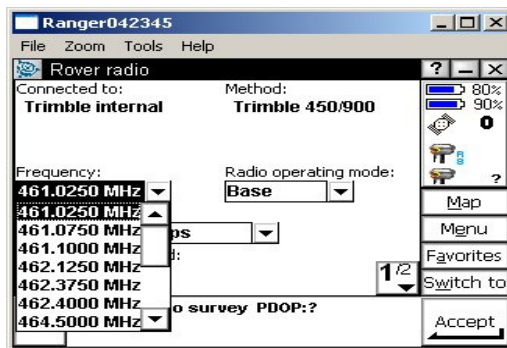 Ranger042345
File Zoom Tools Help
Rover radio
?
Connected to:
Trimble internal
Method:
Trimble 450/900
80%
90%
0
Frequency:
461.0250 MHz
Radio operating mode:
Base
?
461.0250 MHz
461.0750 MHz
461.1000 MHz
462.1250 MHz
462.3750 MHz
462.4000 MHz
464.5000 MHz
ps
d:
1/2
o survey PDOP:?
Map
Menu
Favorites
Switch to
Accept